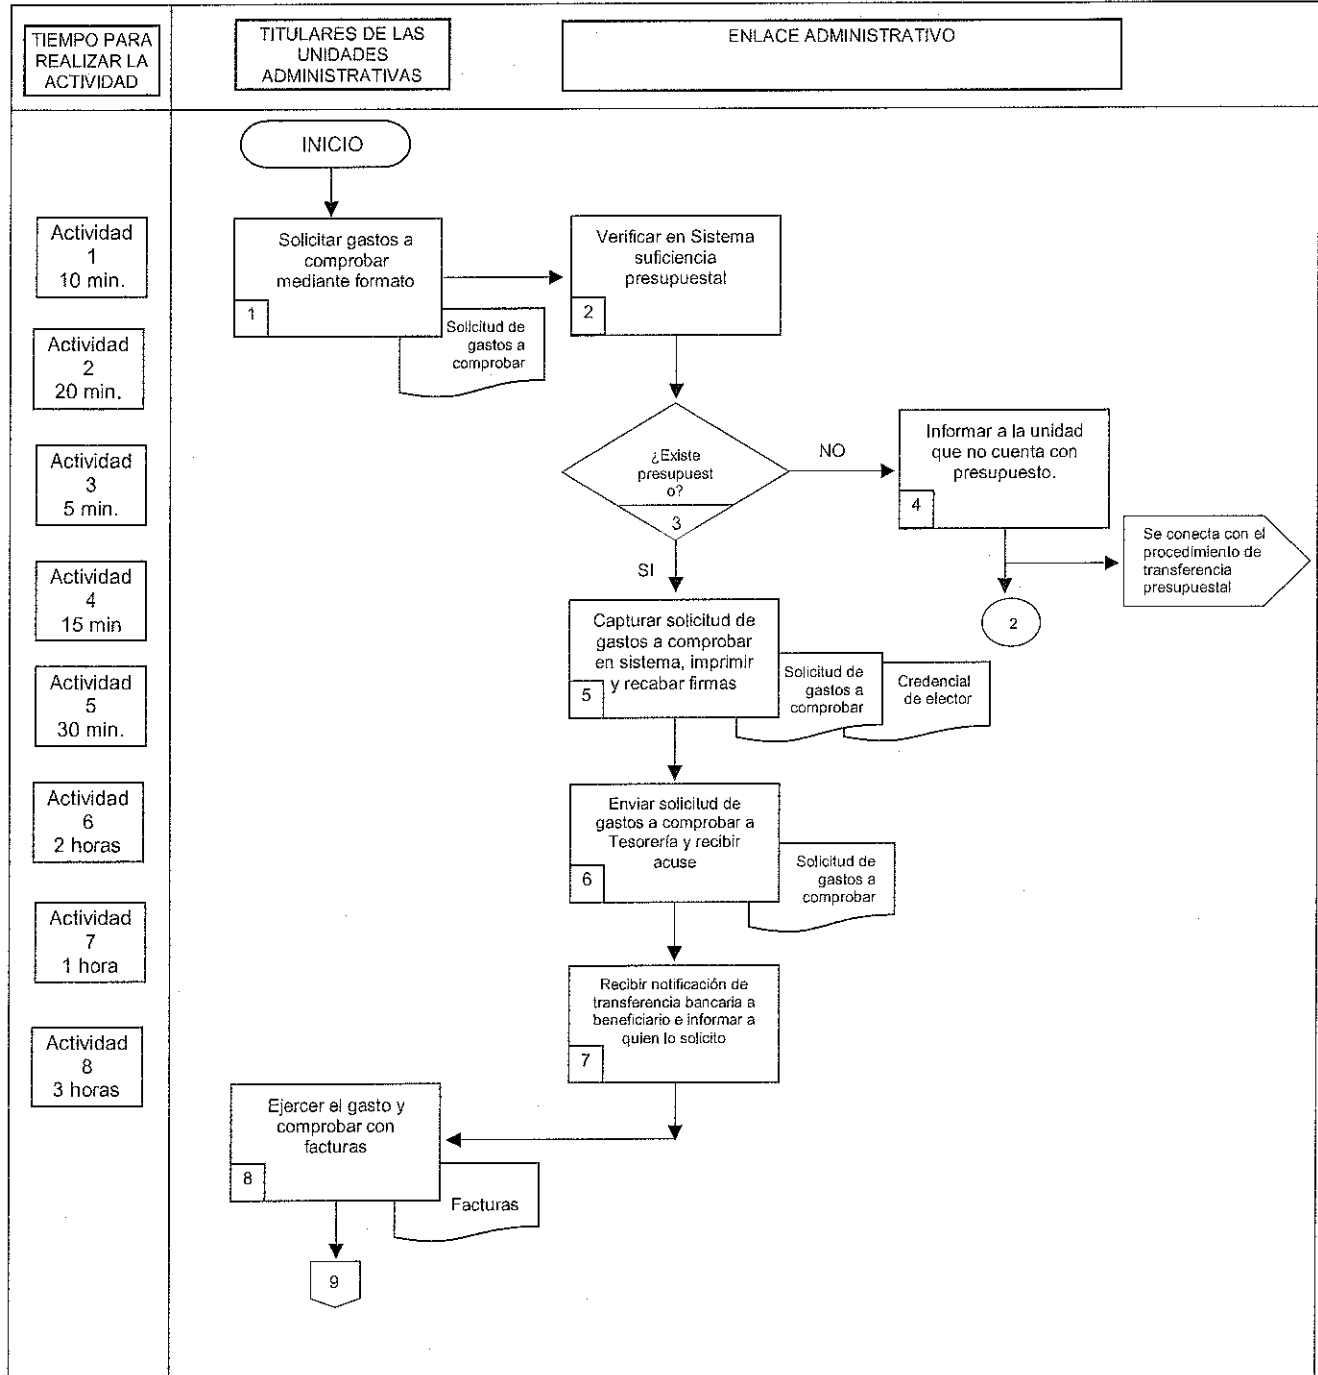 TIEMPO PARA
REALIZAR LA
ACTIVIDAD
TITULARES DE LAS
UNIDADES
ADMINISTRATIVAS
ENLACE ADMINISTRATIVO
INICIO
Actividad
1
10 min.
Solicitar gastos a
comprobar
mediante formato
1
Solicitud de
gastos a
comprobar
Verificar en Sistema
suficiencia
presupuestal
2
Actividad
2
20 min.
Actividad
3
5 min.
¿Existe
presupuest
o?
3
NO
SI
Informar a la unidad
que no cuenta con
presupuesto.
4
Se conecta con el
procedimiento de
transferencia
presupuestal
2
Actividad
4
15 min
Capturar solicitud de
gastos a comprobar
en sistema, imprimir
y recabar firmas
5
Solicitud de
gastos a
comprobar
Credencial
de elector
Actividad
5
30 min.
Actividad
6
2 horas
Enviar solicitud de
gastos a comprobar a
Tesorería y recibir
acuse
6
Solicitud de
gastos a
comprobar
Actividad
7
1 hora
Recibir notificación de
transferencia bancaria a
beneficiario e informar a
quien lo solicito
7
Actividad
8
3 horas
Ejercer el gasto y
comprobar con
facturas
8
Facturas
9